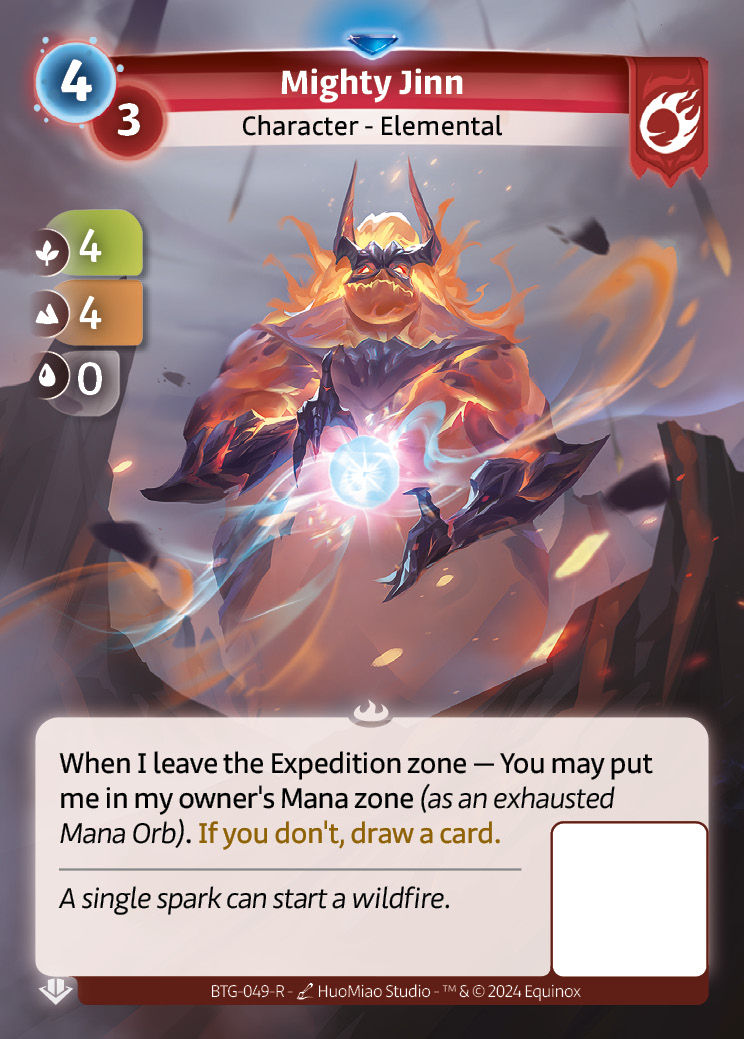 4
Mighty Jinn
3
Character - Elemental
4
4
0
When I leave the Expedition zone — You may put
me in my owner's Mana zone (as an exhausted
Mana Orb). If you don't, draw a card.
A single spark can start a wildfire.
BTG-049-R - HuoMiao Studio - ™ & © 2024 Equinox